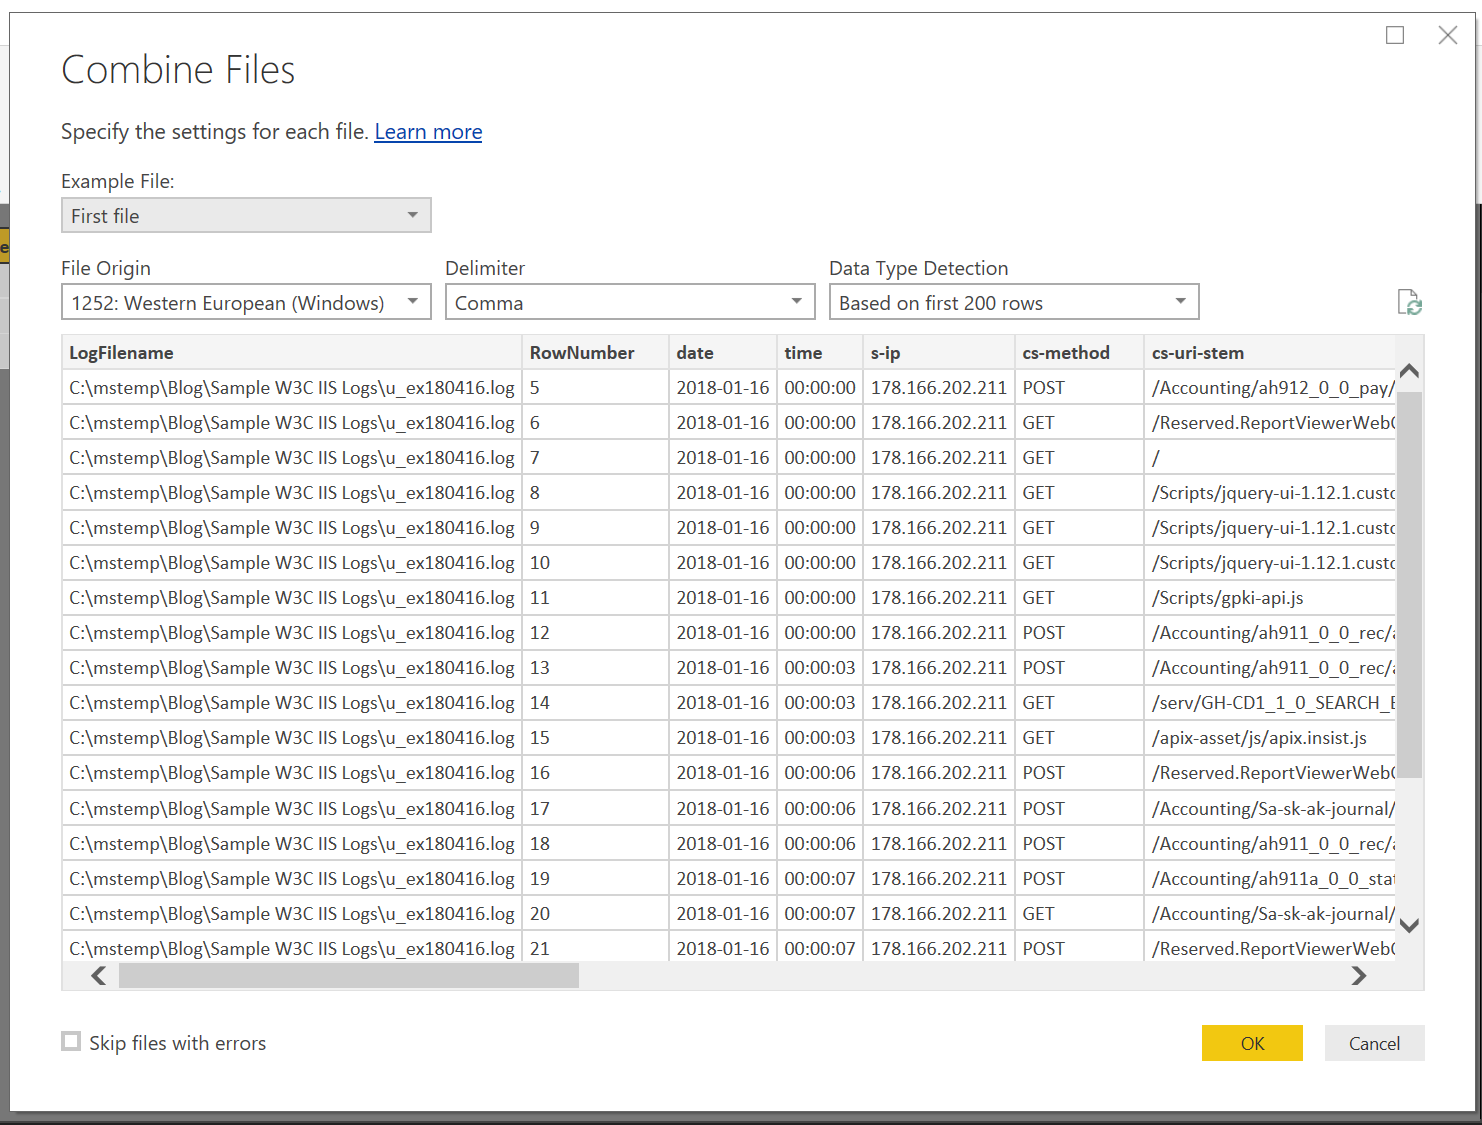 Combine Files
Specify the settings for each file. Learn more
Example File:
First file
File Origin Delimiter Data Type Detection
1252: Western European (Windows) Comma Based on first 200 rows
LogFilename RowNumber date time s-ip cs-method cs-uri-stem
C:\mstemp\Blog\Sample W3C IIS Logs\u_ex180416.log 5 2018-01-16 00:00:00 178.166.202.211 POST /Accounting/ah912_0_0_pay/
C:\mstemp\Blog\Sample W3C IIS Logs\u_ex180416.log 6 2018-01-16 00:00:00 178.166.202.211 GET /Reserved.ReportViewerWebC
C:\mstemp\Blog\Sample W3C IIS Logs\u_ex180416.log 7 2018-01-16 00:00:00 178.166.202.211 GET /
C:\mstemp\Blog\Sample W3C IIS Logs\u_ex180416.log 8 2018-01-16 00:00:00 178.166.202.211 GET /Scripts/jquery-ui-1.12.1.custo
C:\mstemp\Blog\Sample W3C IIS Logs\u_ex180416.log 9 2018-01-16 00:00:00 178.166.202.211 GET /Scripts/jquery-ui-1.12.1.custo
C:\mstemp\Blog\Sample W3C IIS Logs\u_ex180416.log 10 2018-01-16 00:00:00 178.166.202.211 GET /Scripts/jquery-ui-1.12.1.custo
C:\mstemp\Blog\Sample W3C IIS Logs\u_ex180416.log 11 2018-01-16 00:00:00 178.166.202.211 GET /Scripts/gpki-api.js
C:\mstemp\Blog\Sample W3C IIS Logs\u_ex180416.log 12 2018-01-16 00:00:00 178.166.202.211 POST /Accounting/ah911_0_0_rec/a
C:\mstemp\Blog\Sample W3C IIS Logs\u_ex180416.log 13 2018-01-16 00:00:03 178.166.202.211 POST /Accounting/ah911_0_0_rec/a
C:\mstemp\Blog\Sample W3C IIS Logs\u_ex180416.log 14 2018-01-16 00:00:03 178.166.202.211 GET /serv/GH-CD1_1_0_SEARCH_E
C:\mstemp\Blog\Sample W3C IIS Logs\u_ex180416.log 15 2018-01-16 00:00:03 178.166.202.211 GET /apix-asset/js/apix.insist.js
C:\mstemp\Blog\Sample W3C IIS Logs\u_ex180416.log 16 2018-01-16 00:00:06 178.166.202.211 POST /Reserved.ReportViewerWebC
C:\mstemp\Blog\Sample W3C IIS Logs\u_ex180416.log 17 2018-01-16 00:00:06 178.166.202.211 POST /Accounting/Sa-sk-ak-journal/
C:\mstemp\Blog\Sample W3C IIS Logs\u_ex180416.log 18 2018-01-16 00:00:06 178.166.202.211 POST /Accounting/ah911_0_0_rec/a
C:\mstemp\Blog\Sample W3C IIS Logs\u_ex180416.log 19 2018-01-16 00:00:07 178.166.202.211 POST /Accounting/ah911a_0_0_stat
C:\mstemp\Blog\Sample W3C IIS Logs\u_ex180416.log 20 2018-01-16 00:00:07 178.166.202.211 GET /Accounting/Sa-sk-ak-journal/
C:\mstemp\Blog\Sample W3C IIS Logs\u_ex180416.log 21 2018-01-16 00:00:07 178.166.202.211 POST /Reserved.ReportViewerWebC
Skip files with errors
OK Cancel